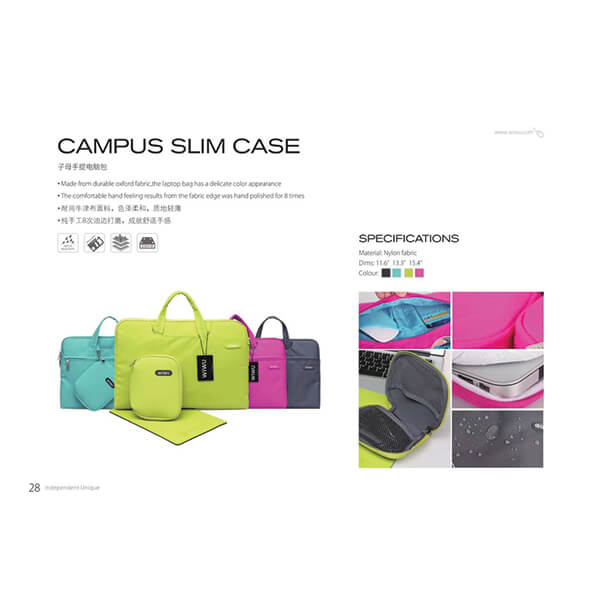 www.wiwu.com
CAMPUS SLIM CASE
子母手提电脑包
• Made from durable oxford fabric,the laptop bag has a delicate color appearance
• The comfortable hand feeling results from the fabric edge was hand polished for 8 times
• 耐用牛津布面料，色泽柔和，质地轻薄
• 纯手工8次油边打磨，成就舒适手感
SPECIFICATIONS
Material: Nylon fabric
Dims: 11.6" 13.3" 15.4"
Colour:
WIWU
WIWU
WIWU
28 Independent·Unique